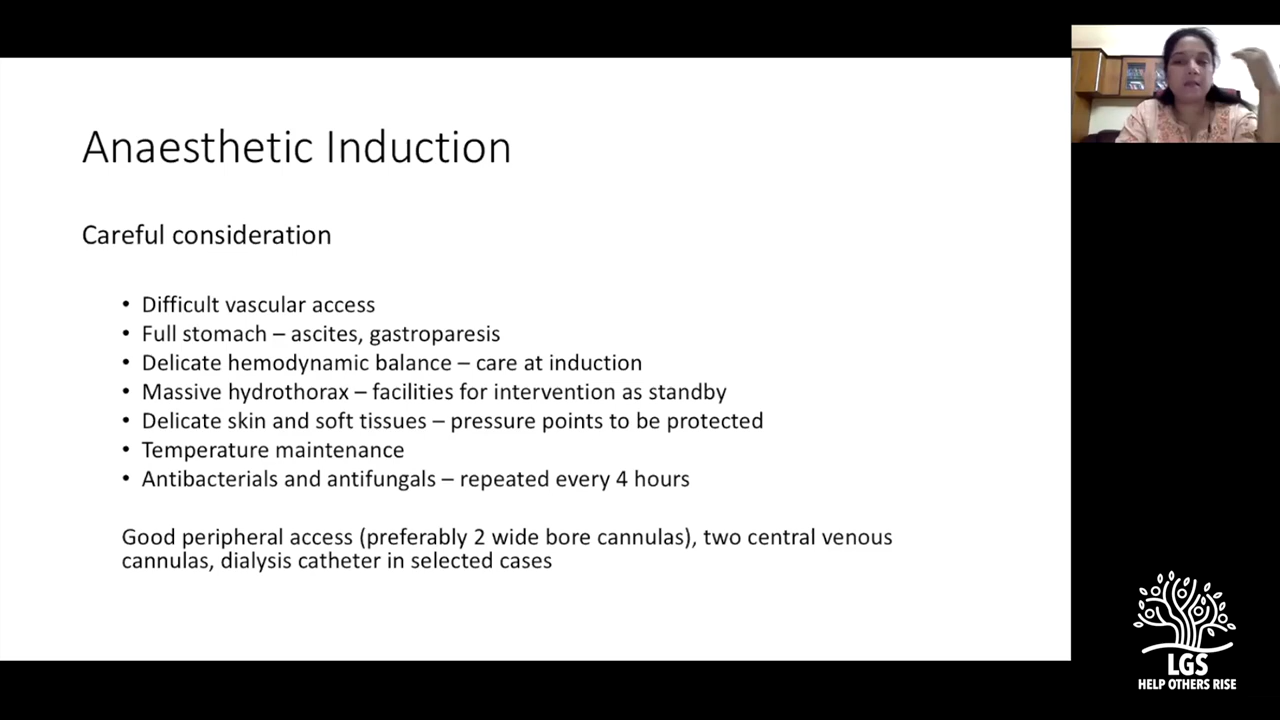 Anaesthetic Induction
Careful consideration
• Difficult vascular access
• Full stomach – ascites, gastroparesis
• Delicate hemodynamic balance – care at induction
• Massive hydrothorax – facilities for intervention as standby
• Delicate skin and soft tissues – pressure points to be protected
• Temperature maintenance
• Antibacterials and antifungals – repeated every 4 hours
Good peripheral access (preferably 2 wide bore cannulas), two central venous
cannulas, dialysis catheter in selected cases
LGS
HELP OTHERS RISE